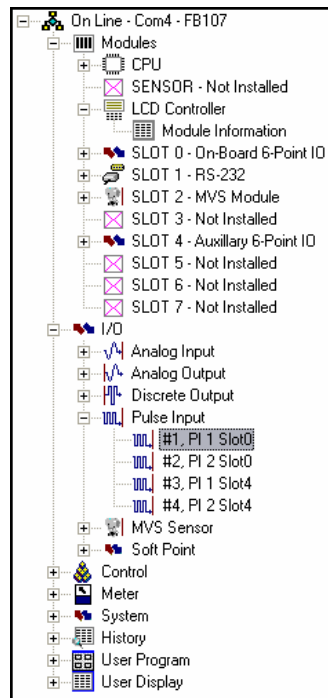 On Line - Com4 - FB107
Modules
CPU
SENSOR - Not Installed
LCD Controller
Module Information
SLOT 0 - On-Board 6-Point IO
SLOT 1 - RS-232
SLOT 2 - MVS Module
SLOT 3 - Not Installed
SLOT 4 - Auxillary 6-Point IO
SLOT 5 - Not Installed
SLOT 6 - Not Installed
SLOT 7 - Not Installed
I/O
Analog Input
Analog Output
Discrete Output
Pulse Input
#1, PI 1 Slot0
#2, PI 2 Slot0
#3, PI 1 Slot4
#4, PI 2 Slot4
MVS Sensor
Soft Point
Control
Meter
System
History
User Program
User Display